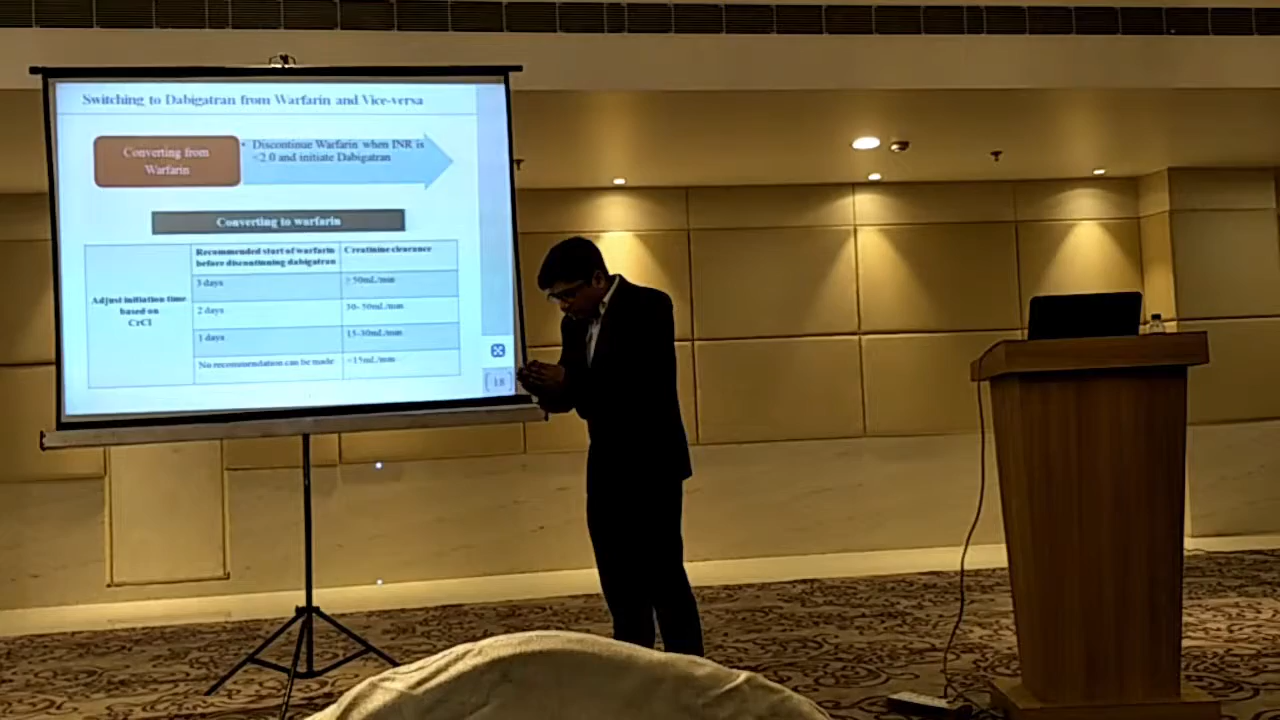 Switching to Dabigatran from Warfarin and Vice-versa
Converting from
Warfarin
• Discontinue Warfarin when INR is
<2.0 and initiate Dabigatran
Converting to warfarin
Recommended start of warfarin
before discontinuing dabigatran
Creatinine clearance
Adjust initiation time
based on
CrCl
3 days
50mL/min
2 days
30- 50mL/min
1 days
15-30mL/min
No recommendation can be made
<15mL/min
[18]